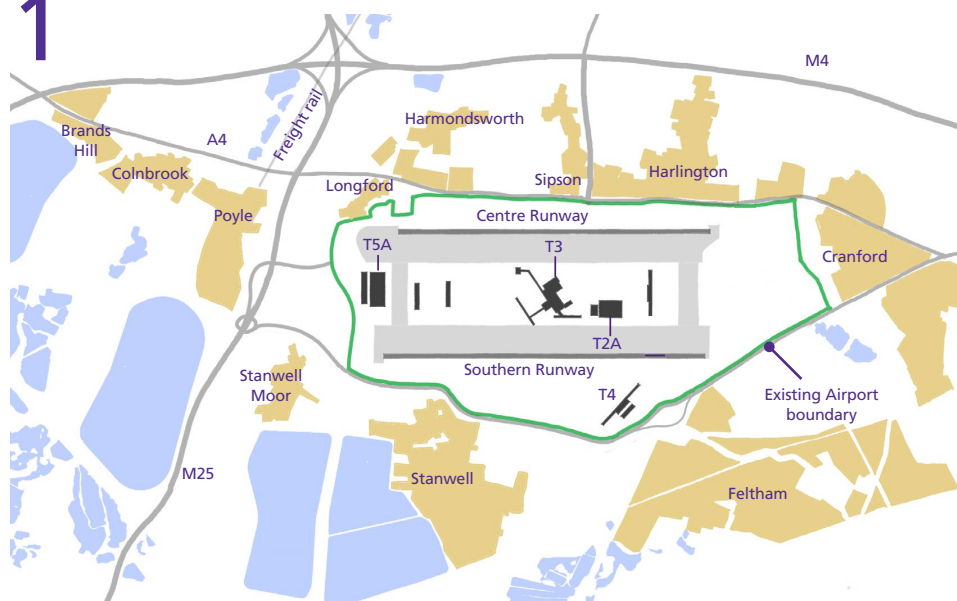 1
M4
Brands
Hill
A4
Freight rail
Harmondsworth
Colnbrook
Longford
Sipson
Harlington
Poyle
Centre Runway
T5A
T3
Cranford
T2A
Southern Runway
Stanwell
Moor
T4
Existing Airport
boundary
M25
Stanwell
Feltham